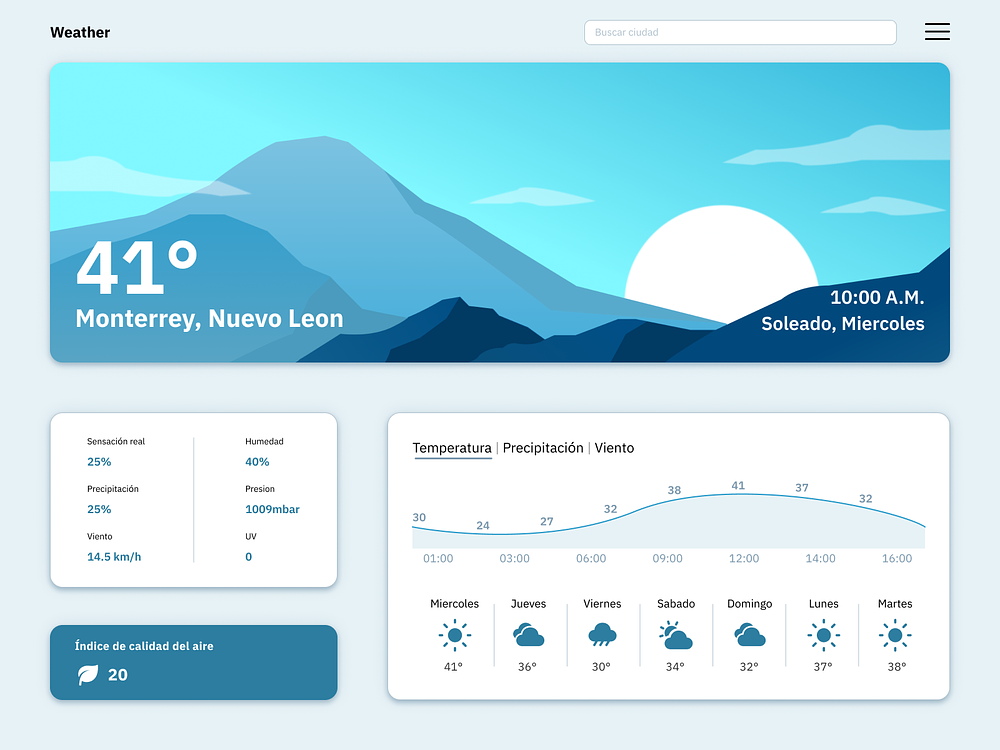 Weather
Buscar ciudad
41°
Monterrey, Nuevo Leon
10:00 A.M.
Soleado, Miercoles
Sensación real
25%
Humedad
40%
Precipitación
25%
Presion
1009mbar
Viento
14.5 km/h
UV
0
Índice de calidad del aire
20
Temperatura | Precipitación | Viento
30 24 27 32 38 41 37 32
01:00 03:00 06:00 09:00 12:00 14:00 16:00
Miercoles Jueves Viernes Sabado Domingo Lunes Martes
41° 36° 30° 34° 32° 37° 38°